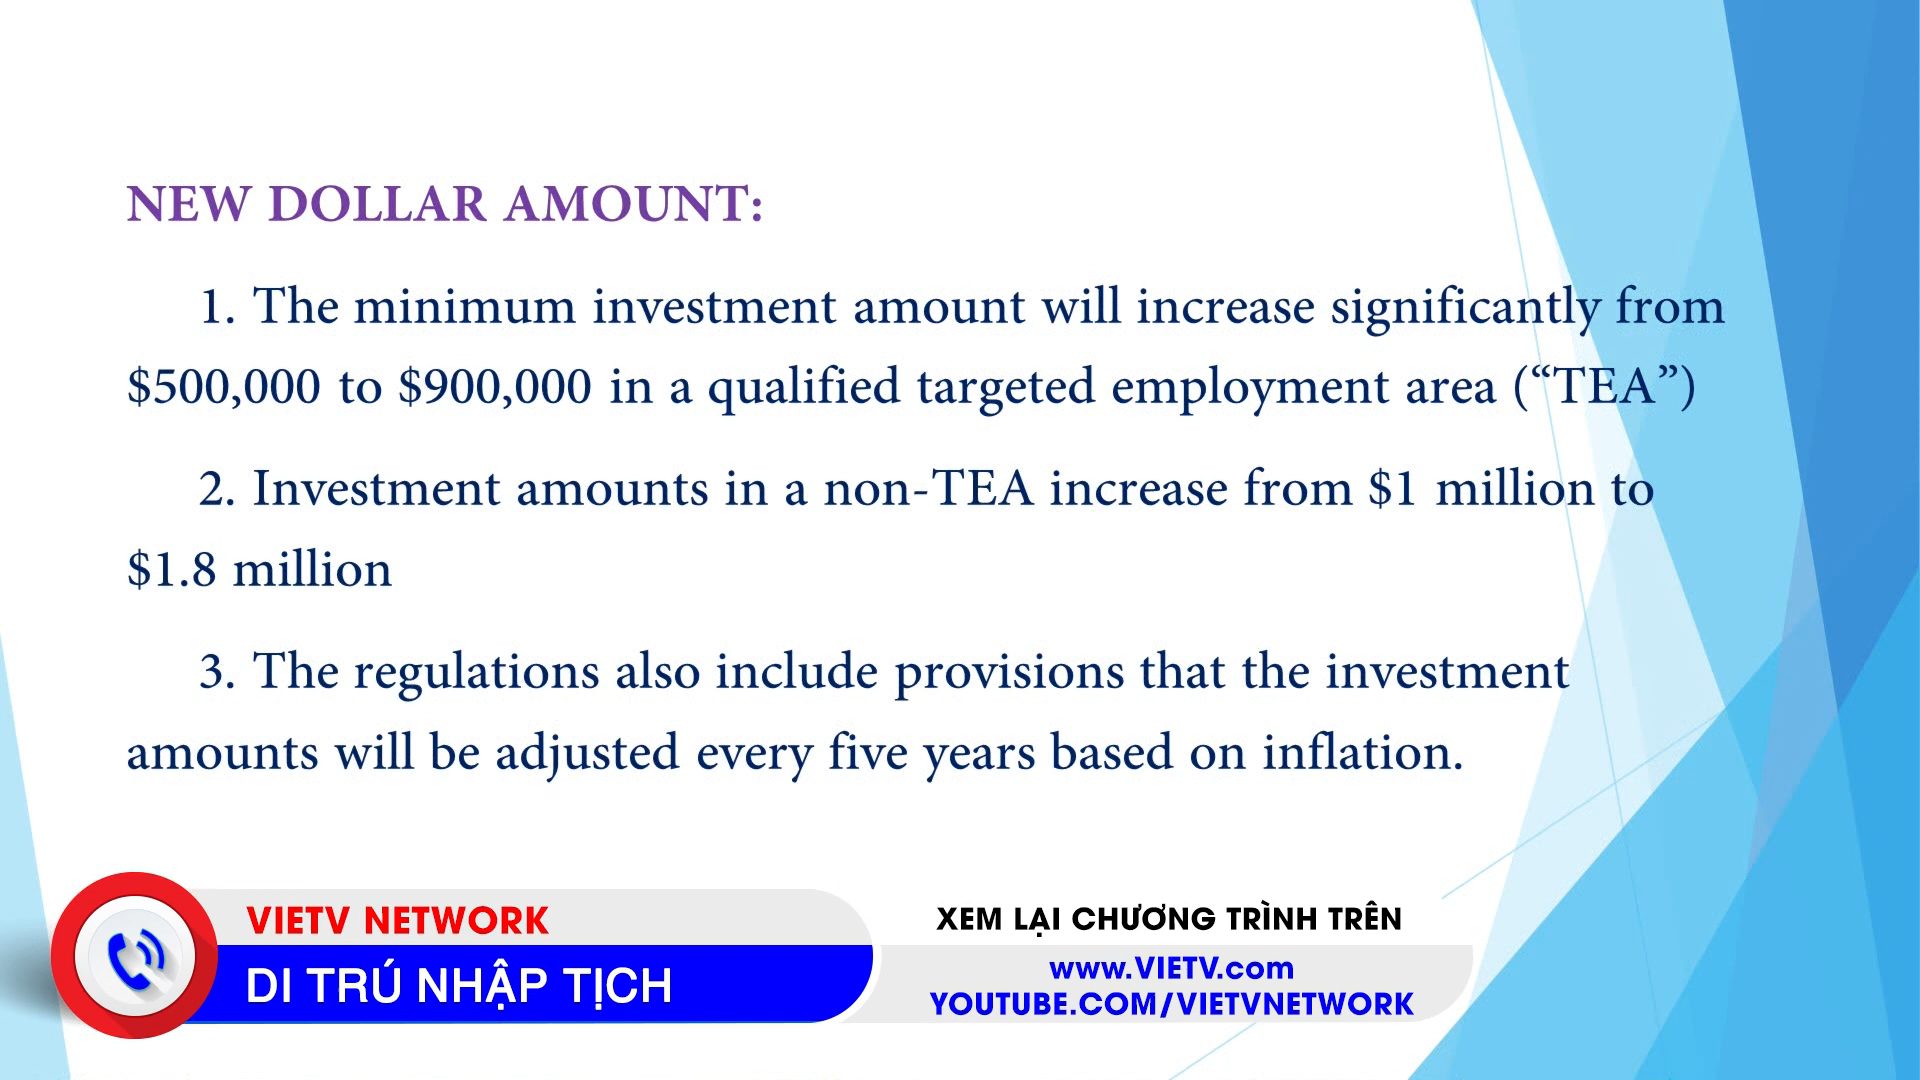 NEW DOLLAR AMOUNT:
1. The minimum investment amount will increase significantly from
$500,000 to $900,000 in a qualified targeted employment area (“TEA”)
2. Investment amounts in a non-TEA increase from $1 million to
$1.8 million
3. The regulations also include provisions that the investment
amounts will be adjusted every five years based on inflation.
VIETV NETWORK
DI TRÚ NHẬP TỊCH
XEM LẠI CHƯƠNG TRÌNH TRÊN
www.VIETV.com
YOUTUBE.COM/VIETVNETWORK